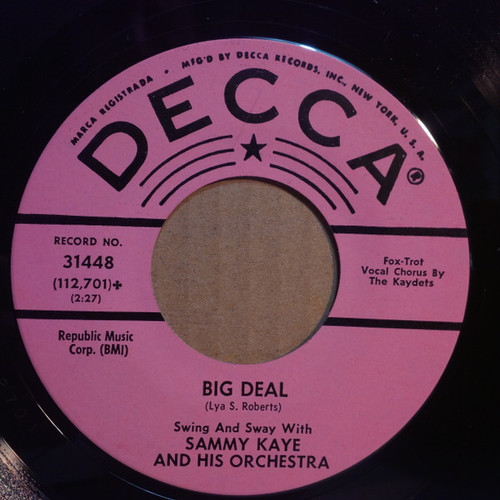 MARCA REGISTRADA • MFG'D BY DECCA RECORDS, INC., NEW YORK, U.S.A.
DECCA®
RECORD NO.
31448
(112,701)+
(2:27)
Fox-Trot
Vocal Chorus By
The Kaydets
Republic Music
Corp. (BMI)
BIG DEAL
(Lya S. Roberts)
Swing And Sway With
SAMMY KAYE
AND HIS ORCHESTRA